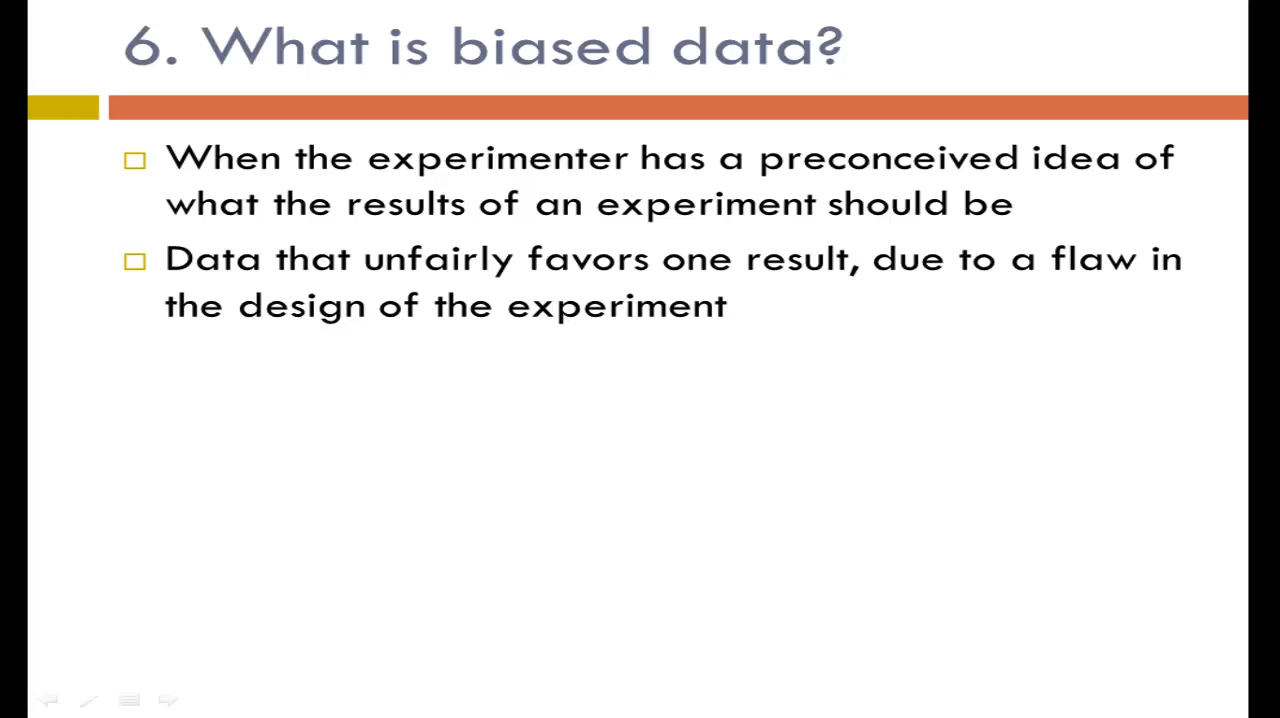 6. What is biased data?
When the experimenter has a preconceived idea of
what the results of an experiment should be
Data that unfairly favors one result, due to a flaw in
the design of the experiment